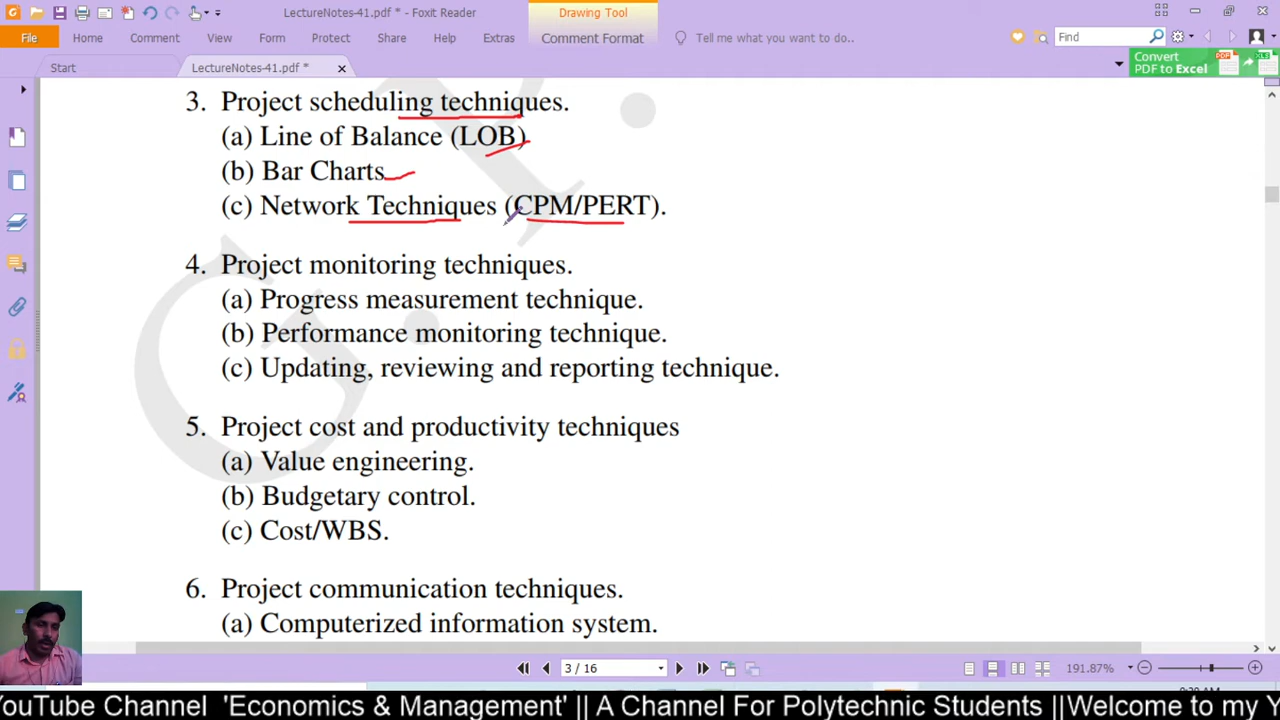 LectureNotes-41.pdf * - Foxit Reader
Drawing Tool
File Home Comment View Form Protect Share Help Extras Comment Format Tell me what you want to do.. Find
Start LectureNotes-41.pdf *
Convert
PDF to Excel
3. Project scheduling techniques.
(a) Line of Balance (LOB)
(b) Bar Charts
(c) Network Techniques (CPM/PERT).
4. Project monitoring techniques.
(a) Progress measurement technique.
(b) Performance monitoring technique.
(c) Updating, reviewing and reporting technique.
5. Project cost and productivity techniques
(a) Value engineering.
(b) Budgetary control.
(c) Cost/WBS.
6. Project communication techniques.
(a) Computerized information system.
3 / 16 191.87%
YouTube Channel 'Economics & Management' || A Channel For Polytechnic Students ||Welcome to my Y